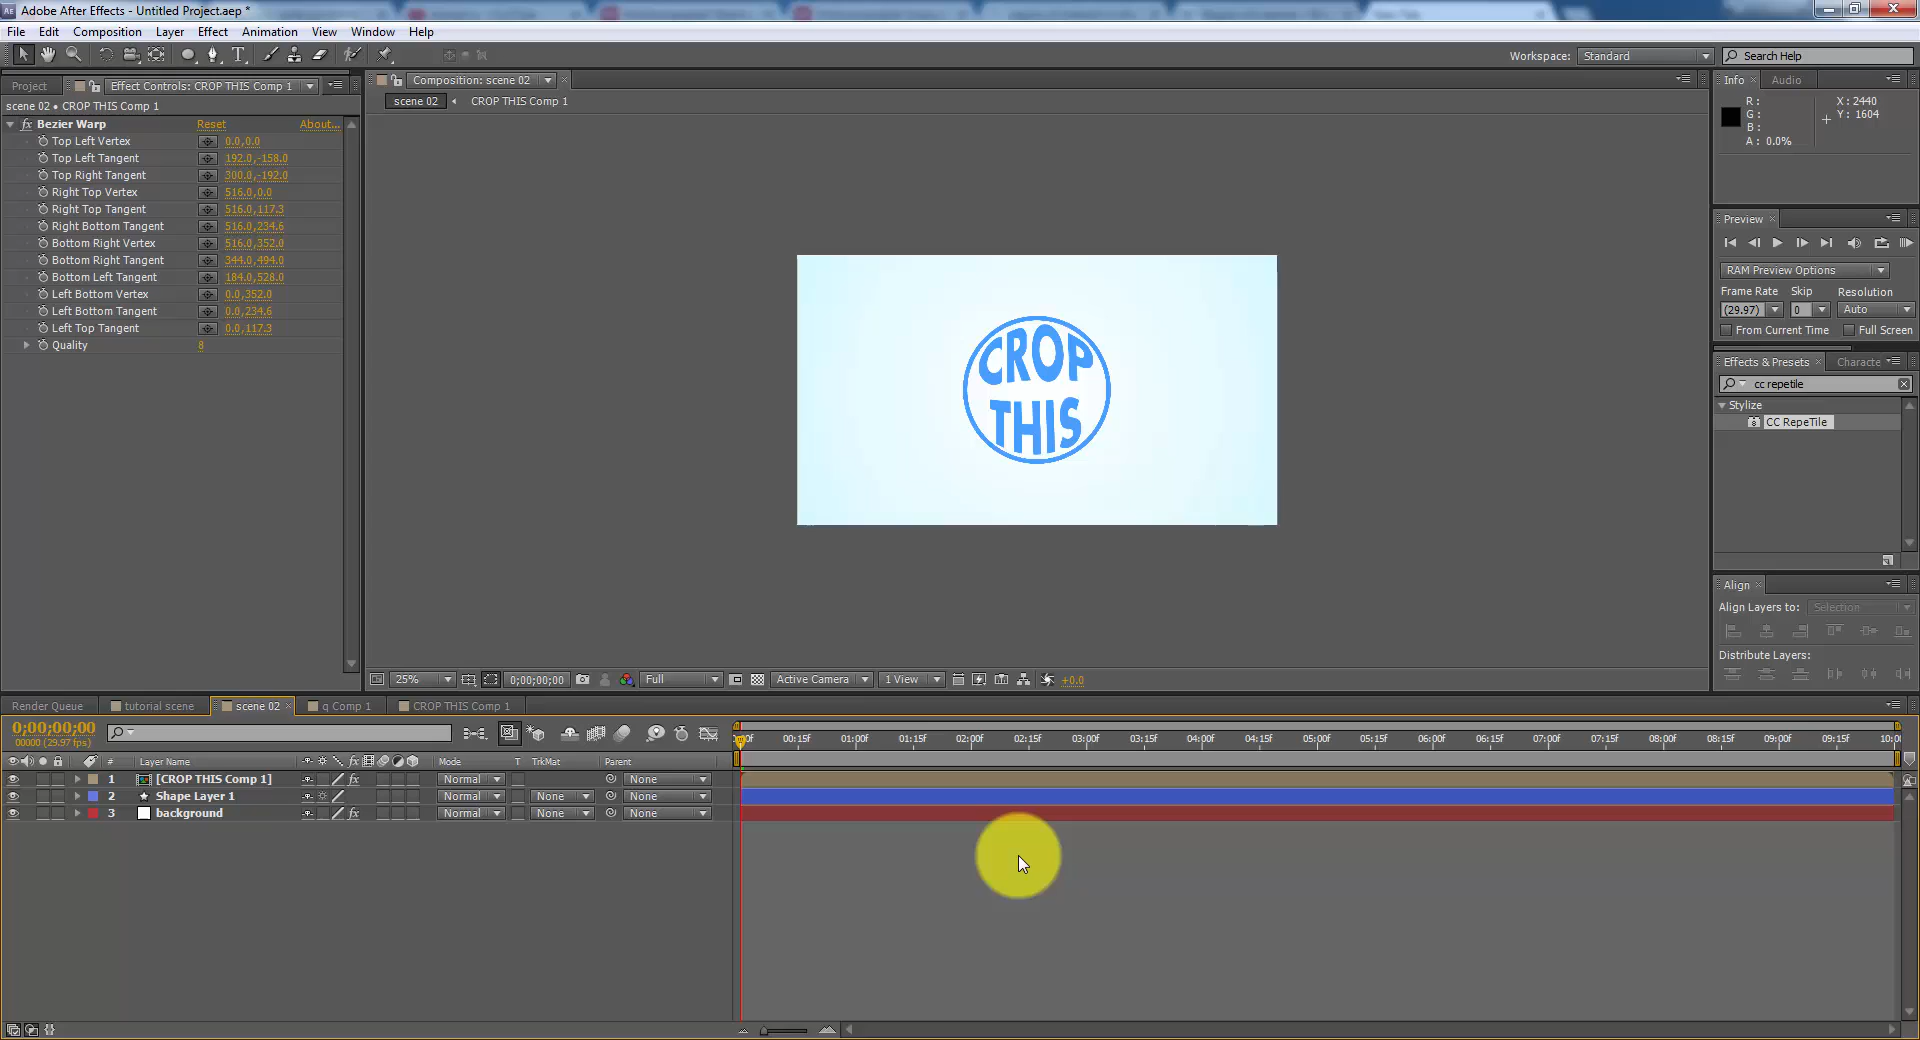 Adobe After Effects - Untitled Project.aep *
File Edit Composition Layer Effect Animation View Window Help
Workspace: Standard Search Help
Project Effect Controls: CROP THIS Comp 1
scene 02 • CROP THIS Comp 1
Bezier Warp Reset About...
Top Left Vertex 0.0,0.0
Top Left Tangent 192.0,-158.0
Top Right Tangent 300.0,-192.0
Right Top Vertex 516.0,0.0
Right Top Tangent 516.0,117.3
Right Bottom Tangent 516.0,234.6
Bottom Right Vertex 516.0,352.0
Bottom Right Tangent 344.0,494.0
Bottom Left Tangent 184.0,528.0
Left Bottom Vertex 0.0,352.0
Left Bottom Tangent 0.0,234.6
Left Top Tangent 0.0,117.3
Quality 8
Composition: scene 02
scene 02 CROP THIS Comp 1
CROP
THIS
25% 0;00;00;00 Full Active Camera 1 View +0.0
Info Audio
R: X: 2440
G: Y: 1604
B:
A: 0.0%
Preview
RAM Preview Options
Frame Rate Skip Resolution
(29.97) 0 Auto
From Current Time Full Screen
Effects & Presets Characte
cc repetile
Stylize
CC RepeTile
Align
Align Layers to: Selection
Distribute Layers:
Render Queue tutorial scene scene 02 q Comp 1 CROP THIS Comp 1
0;00;00;00
00000 (29.97 fps)
00:15f 01:00f 01:15f 02:00f 02:15f 03:00f 03:15f 04:00f 04:15f 05:00f 05:15f 06:00f 06:15f 07:00f 07:15f 08:00f 08:15f 09:00f 09:15f 10:00
# Layer Name Mode T TrkMat Parent
1 [CROP THIS Comp 1] Normal None
2 Shape Layer 1 Normal None None
3 background Normal None None